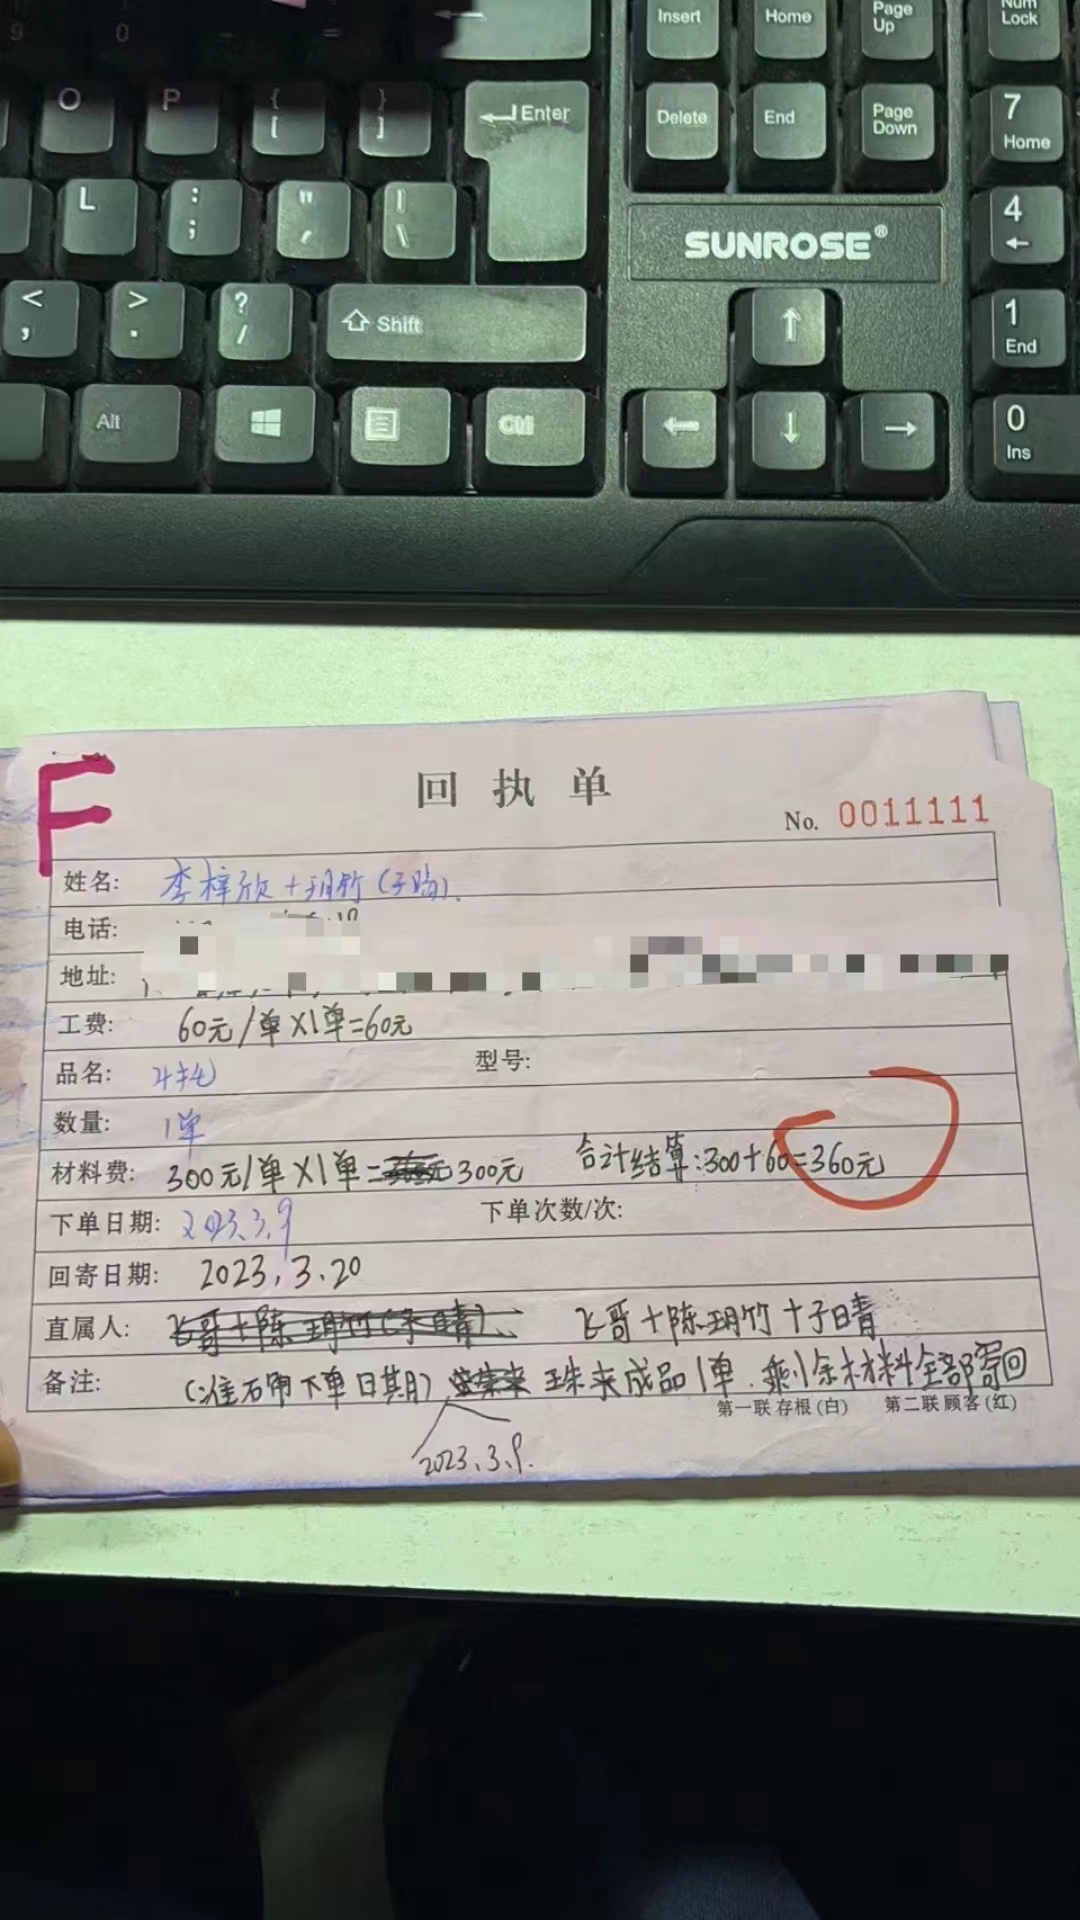 9 0 - =
Insert Home Page Up Num Lock
O P { [ } ] Enter Delete End Page Down 7 Home
L : ; " ' | \ SUNROSE® 4 ←
< , > . ? / Shift ↑ 1 End
Alt Ctrl ← ↓ → 0 Ins
F
回执单
No. 0011111
姓名: 李梓欣+玥竹(子晴).
电话:
地址:
工费: 60元/单×1单=60元
品名: 型号:
数量: 1单
材料费: 300元/单×1单=300元 合计结算:300+60=360元
下单日期: 2023.3.9 下单次数/次:
回寄日期: 2023.3.20
直属人: 飞哥+陈玥竹(子晴) 飞哥+陈玥竹+子晴
备注: (准石帘下单日期) 珠夹成品1单.剩余材料全部寄回
第一联 存根(白) 第二联 顾客(红)
2023.3.9.